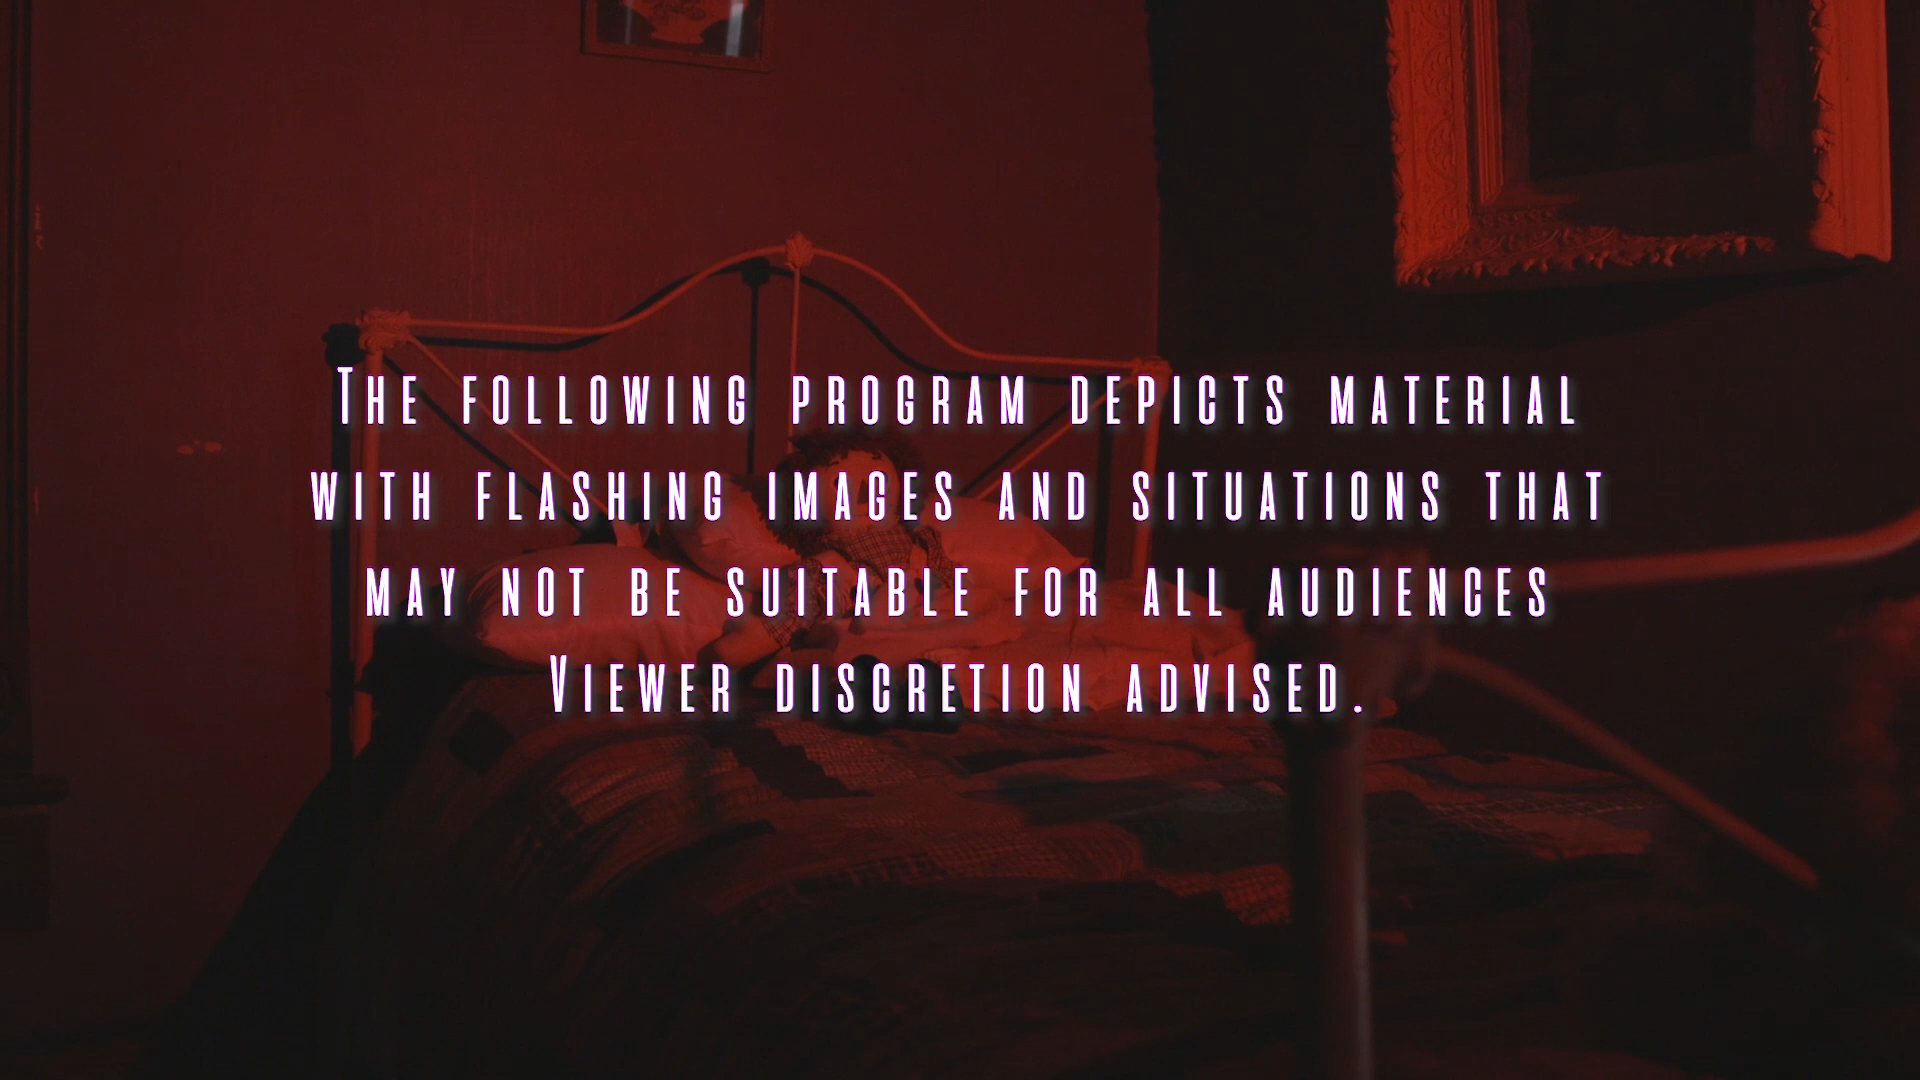 The following program depicts material
with flashing images and situations that
may not be suitable for all audiences
Viewer discretion advised.